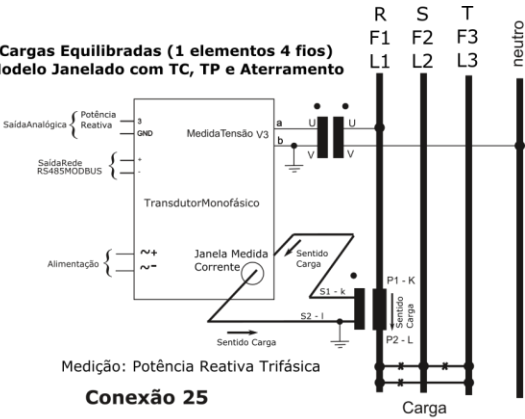 R S T
F1 F2 F3
L1 L2 L3
neutro
Cargas Equilibradas (1 elementos 4 fios)
odelo Janelado com TC, TP e Aterramento
SaídaAnalógica
Potência
Reativa
3
GND
MedidaTensão V3
a
b
U U
V V
SaídaRede
RS485MODBUS
+
-
TransdutorMonofásico
Alimentação
~+
~-
Janela Medida
Corrente
Sentido
Carga
S1 - k
S2 - l
Sentido Carga
P1 - K
Sentido
Carga
P2 - L
Medição: Potência Reativa Trifásica
Conexão 25
Carga